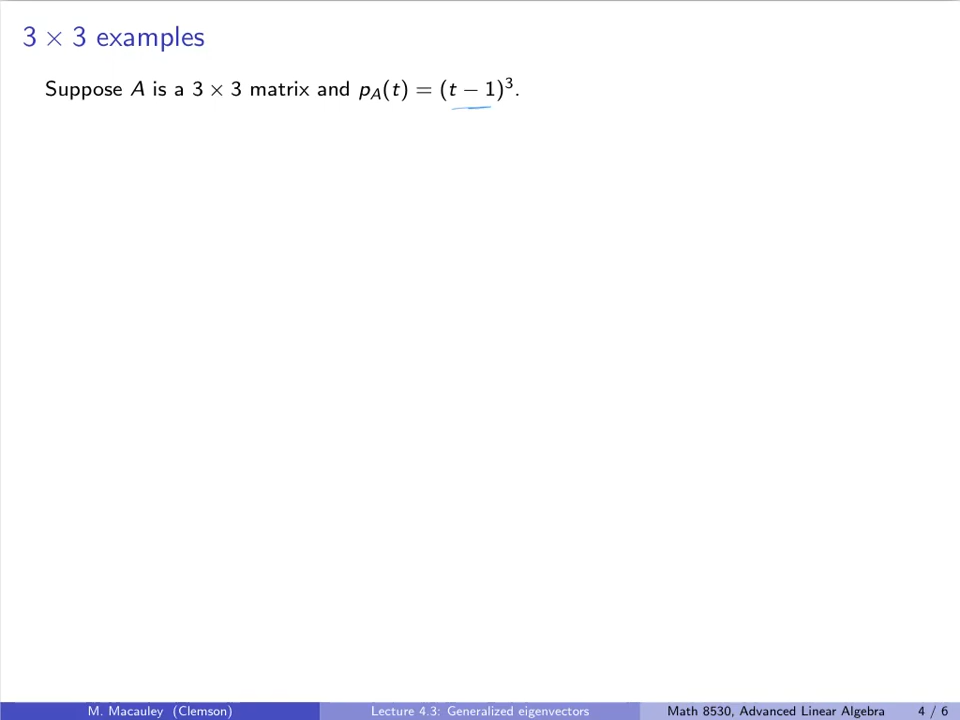 3 × 3 examples
Suppose A is a 3 × 3 matrix and p_A(t) = (t − 1)³.
M. Macauley (Clemson) Lecture 4.3: Generalized eigenvectors Math 8530, Advanced Linear Algebra 4 / 6